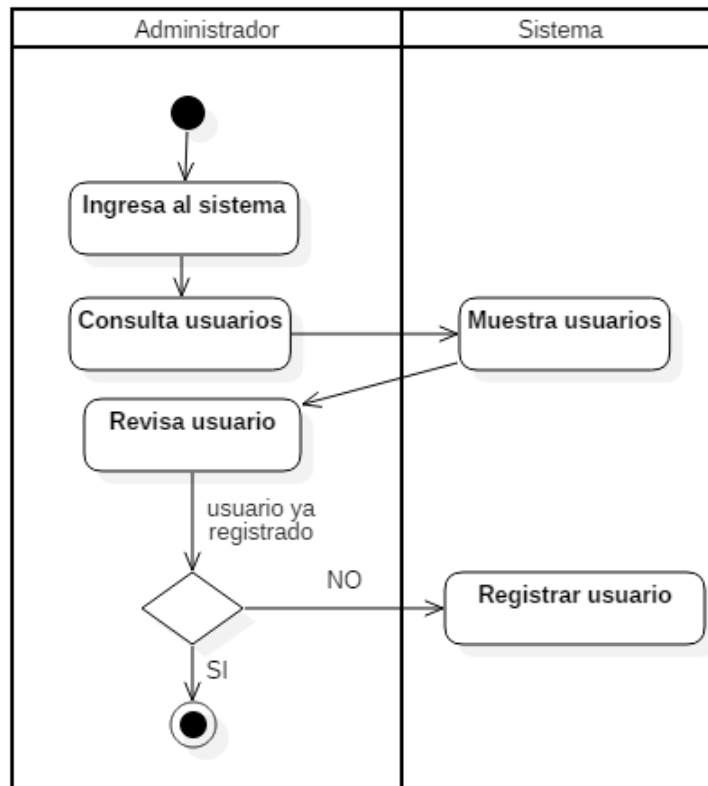 Administrador
Sistema
Ingresa al sistema
Consulta usuarios
Muestra usuarios
Revisa usuario
usuario ya
registrado
NO
Registrar usuario
SI